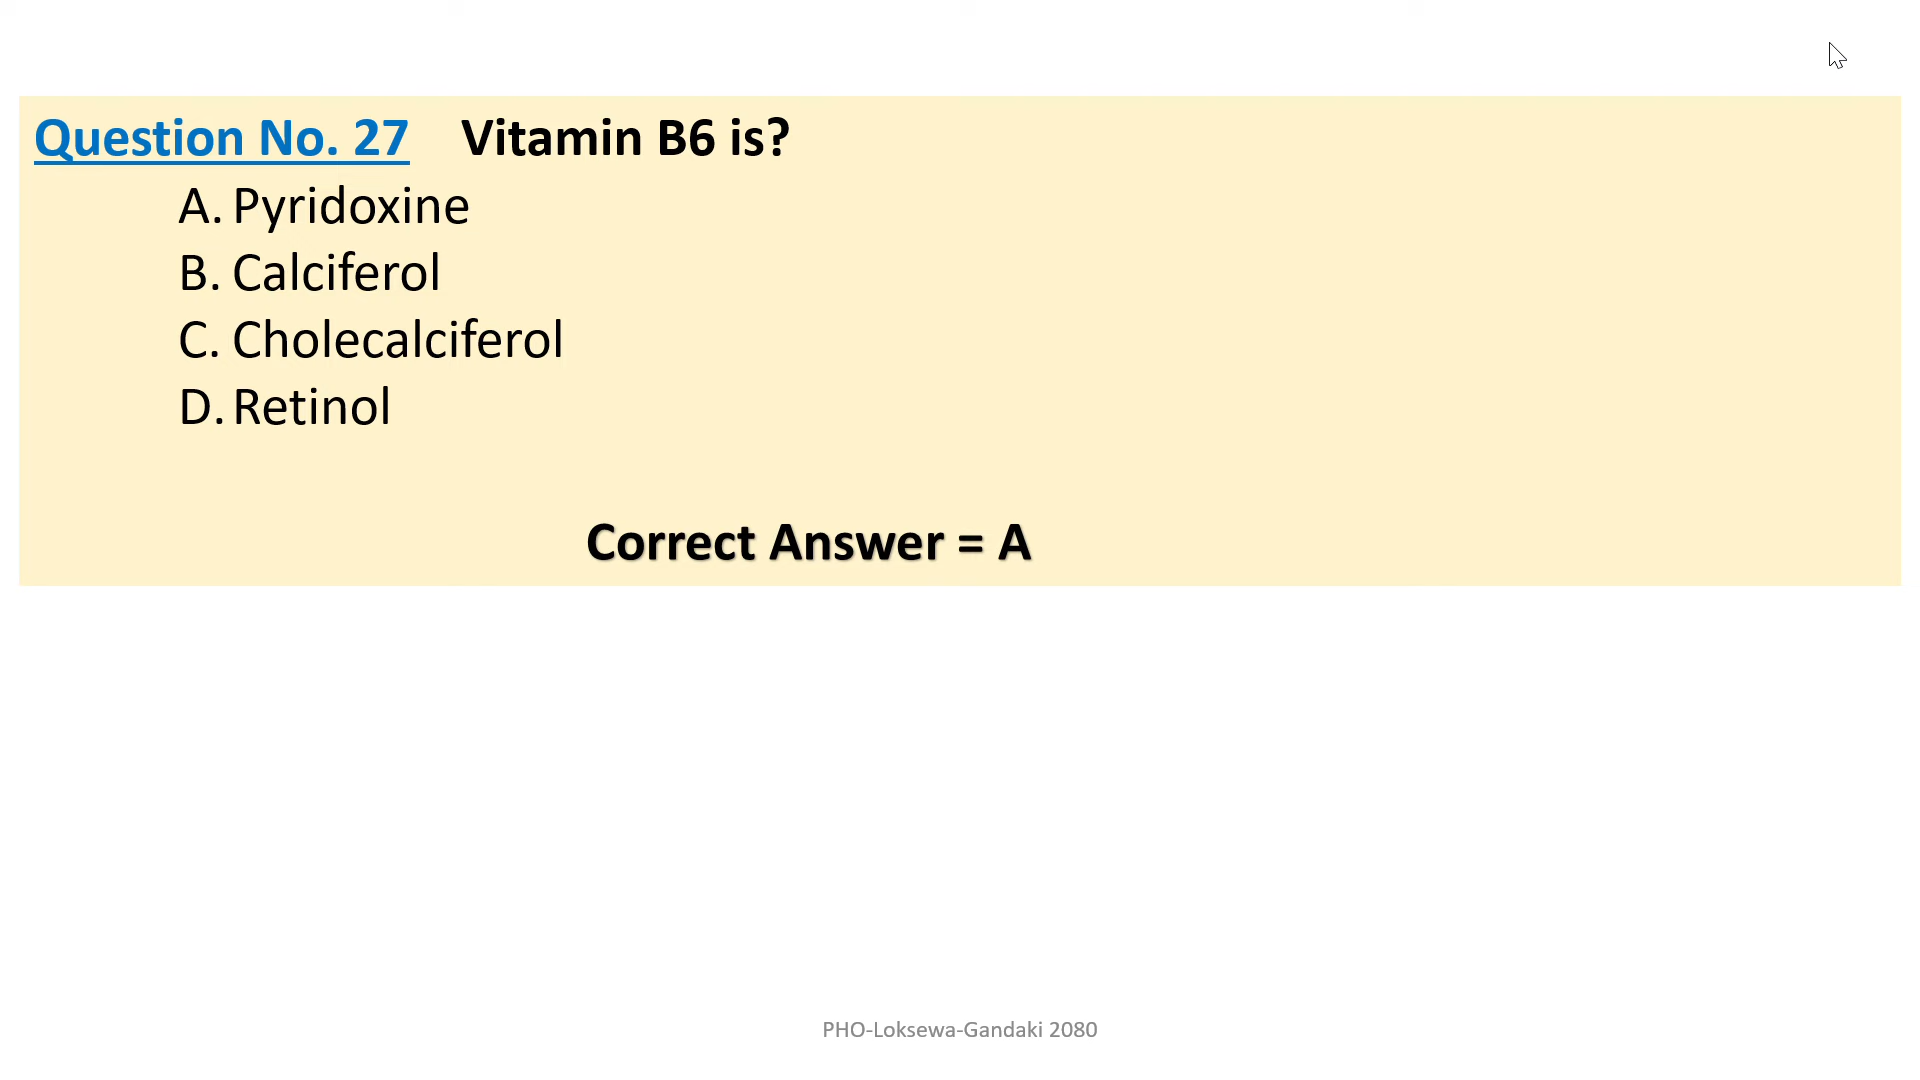 Question No. 27 Vitamin B6 is?
A. Pyridoxine
B. Calciferol
C. Cholecalciferol
D. Retinol
Correct Answer = A
PHO-Loksewa-Gandaki 2080